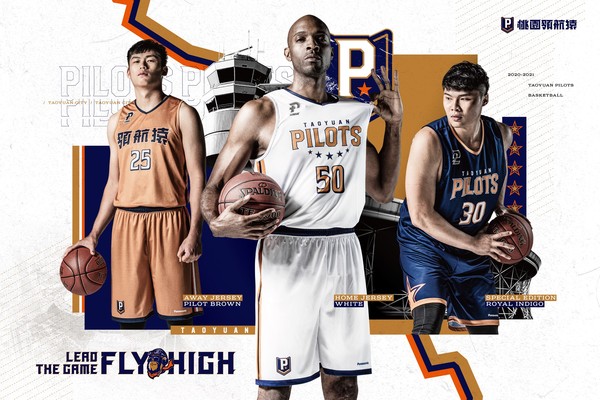 桃園領航猿
2020-2021
TAOYUAN PILOTS
BASKETBALL
PILOTS
P
領航猿
25
TAOYUAN
PILOTS
50
SPALDING
TAOYUAN
PILOTS
30
AWAY JERSEY
PILOT BROWN
HOME JERSEY
WHITE
SPECIAL EDITION
ROYAL INDIGO
TAOYUAN
LEAD
THE GAME
FLY HIGH